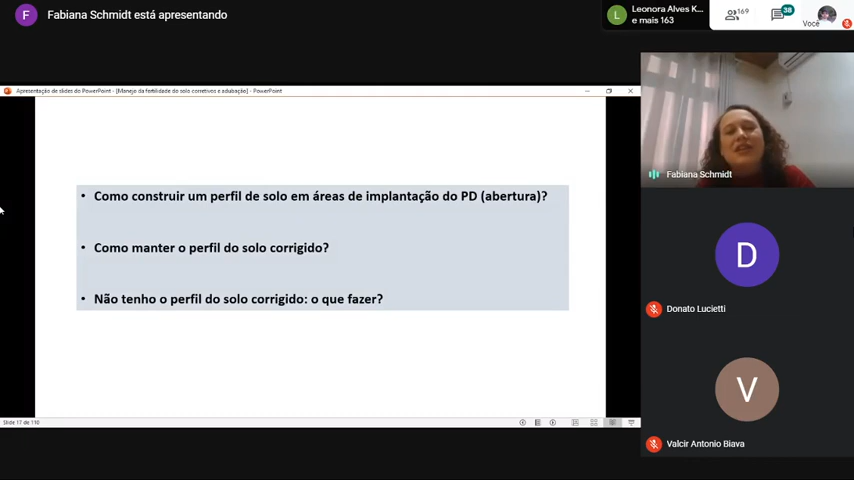 F Fabiana Schmidt está apresentando
L Leonora Alves K...
e mais 163
169
38
Você
Apresentação de slides do PowerPoint - [Manejo da fertilidade do solo corretivos e adubação] - PowerPoint
• Como construir um perfil de solo em áreas de implantação do PD (abertura)?
• Como manter o perfil do solo corrigido?
• Não tenho o perfil do solo corrigido: o que fazer?
Slide 17 de 110
Fabiana Schmidt
D
Donato Lucietti
V
Valcir Antonio Biava